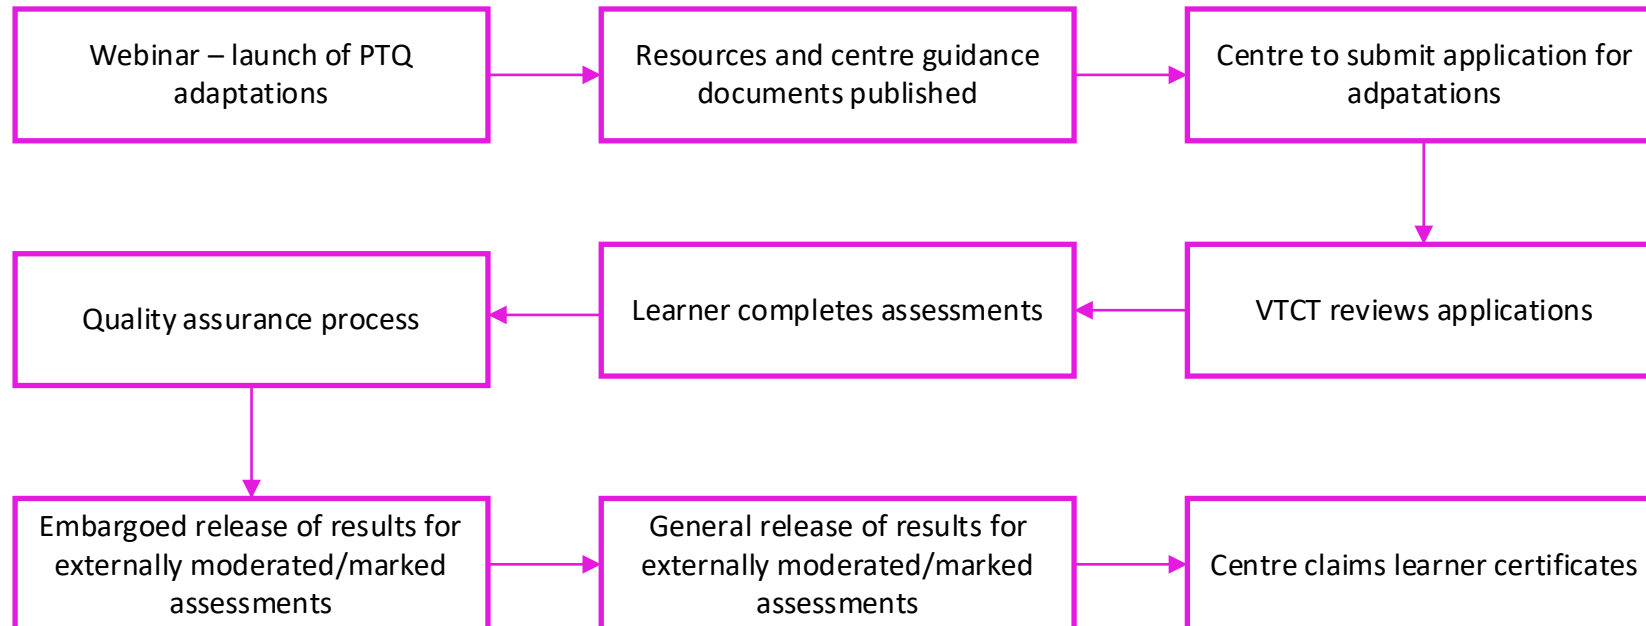 Webinar – launch of PTQ
adaptations
Resources and centre guidance
documents published
Centre to submit application for
adpatations
VTCT reviews applications
Learner completes assessments
Quality assurance process
Embargoed release of results for
externally moderated/marked
assessments
General release of results for
externally moderated/marked
assessments
Centre claims learner certificates